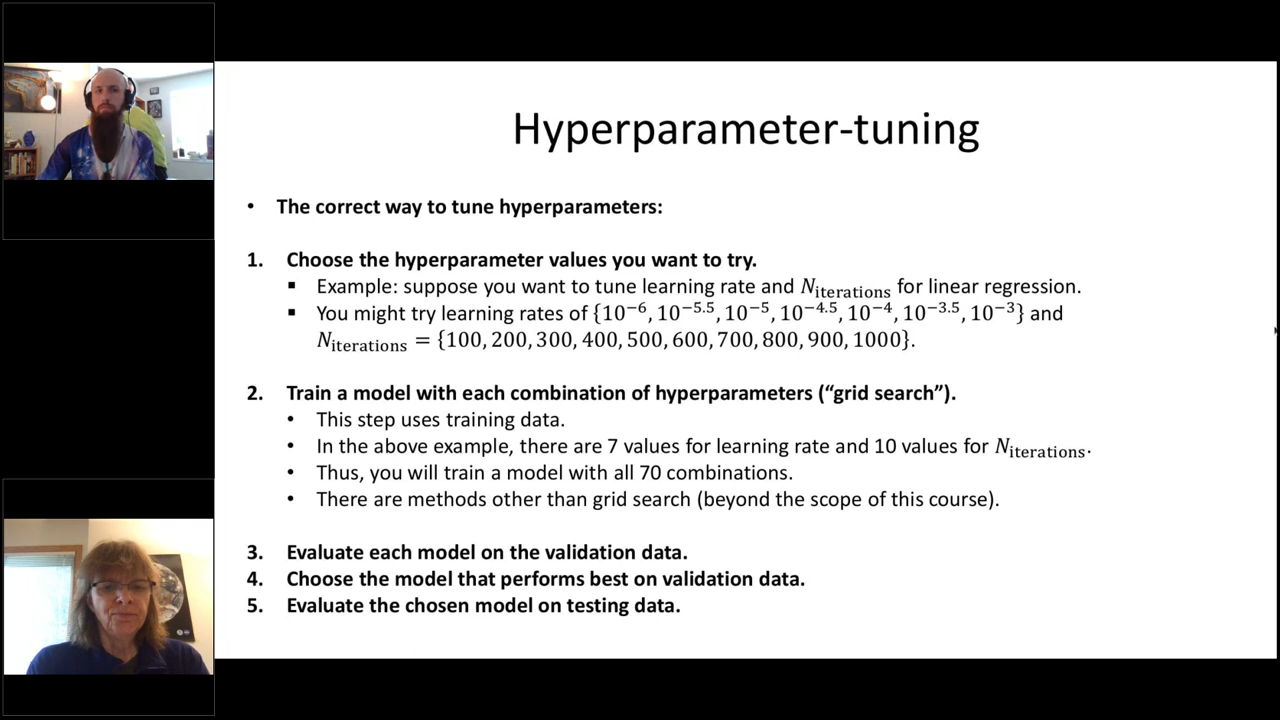 Hyperparameter-tuning
• The correct way to tune hyperparameters:
1. Choose the hyperparameter values you want to try.
▪ Example: suppose you want to tune learning rate and N_iterations for linear regression.
▪ You might try learning rates of {10^−6, 10^−5.5, 10^−5, 10^−4.5, 10^−4, 10^−3.5, 10^−3} and
N_iterations = {100, 200, 300, 400, 500, 600, 700, 800, 900, 1000}.
2. Train a model with each combination of hyperparameters (“grid search”).
• This step uses training data.
• In the above example, there are 7 values for learning rate and 10 values for N_iterations.
• Thus, you will train a model with all 70 combinations.
• There are methods other than grid search (beyond the scope of this course).
3. Evaluate each model on the validation data.
4. Choose the model that performs best on validation data.
5. Evaluate the chosen model on testing data.